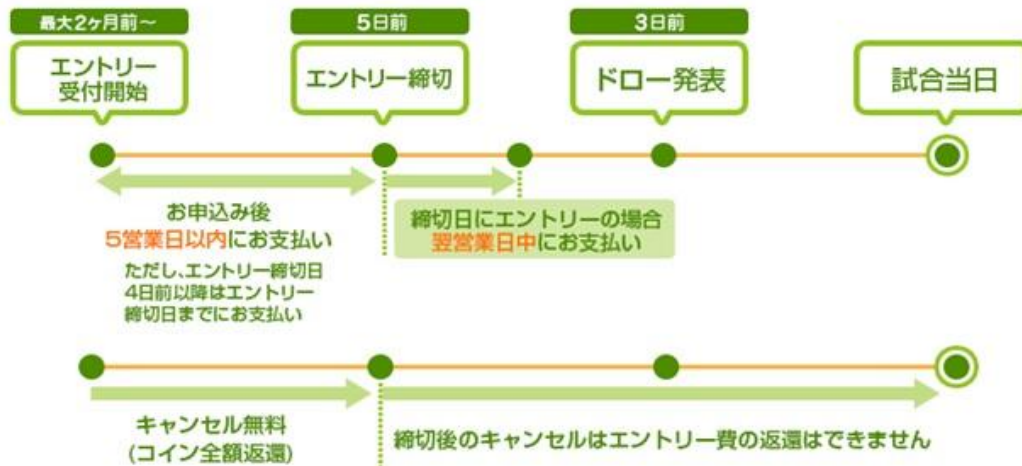 最大2ヶ月前～
エントリー
受付開始
5日前
エントリー締切
3日前
ドロー発表
試合当日
お申込み後
5営業日以内にお支払い
ただし、エントリー締切日
4日前以降はエントリー
締切日までにお支払い
締切日にエントリーの場合
翌営業日中にお支払い
キャンセル無料
(コイン全額返還)
締切後のキャンセルはエントリー費の返還はできません